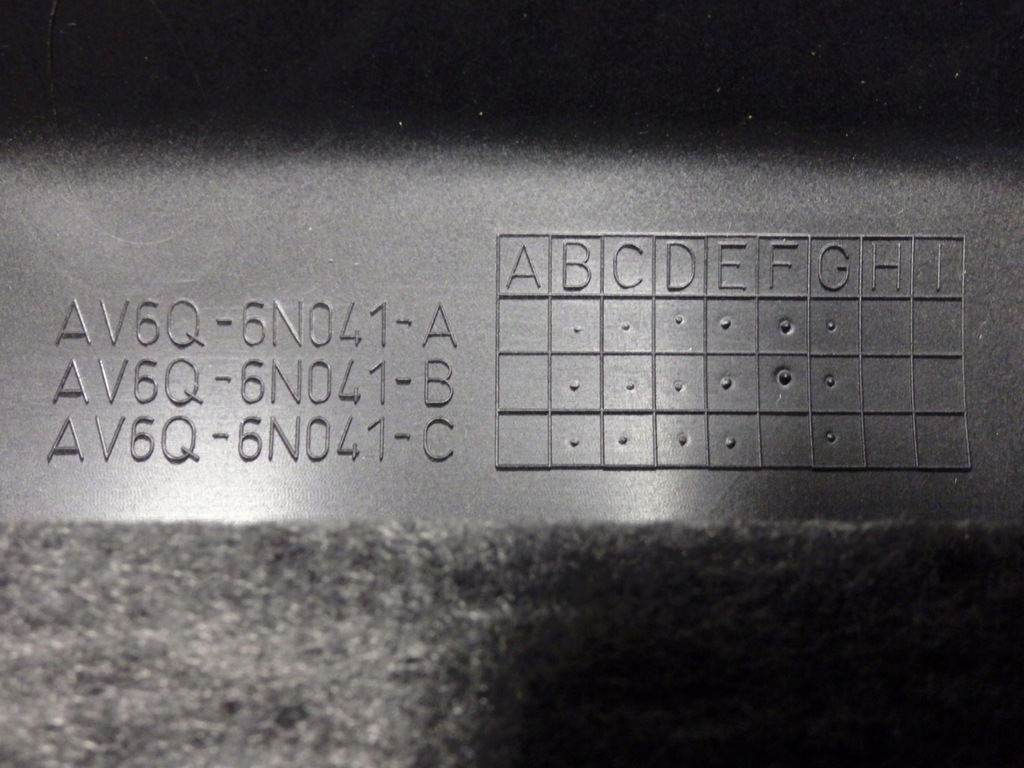 A B C D E F G H I
AV6Q-6N041-A
AV6Q-6N041-B
AV6Q-6N041-C